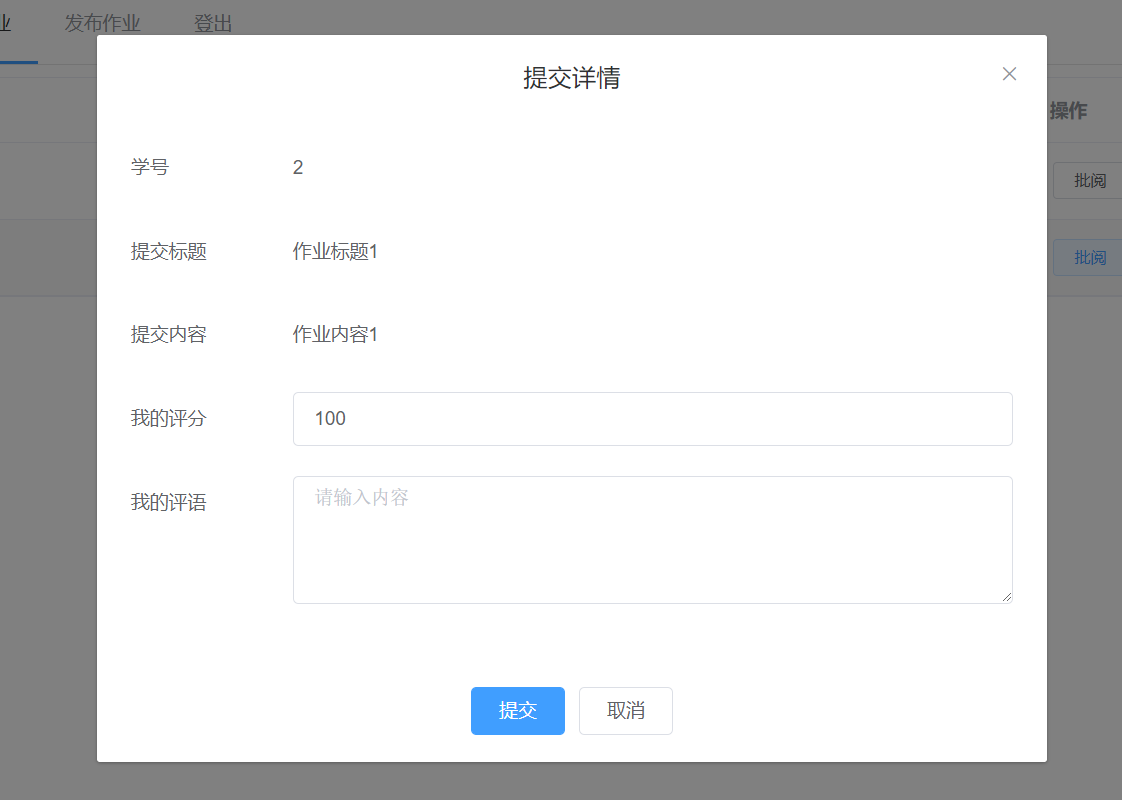 业 发布作业 登出
提交详情
操作
学号 2
批阅
提交标题 作业标题1
批阅
提交内容 作业内容1
我的评分 100
我的评语 请输入内容
提交 取消